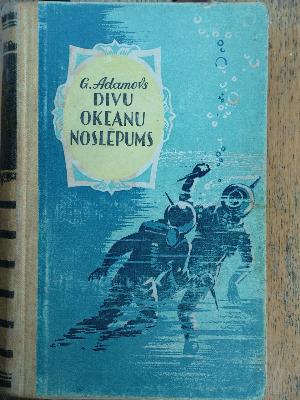 G. Adamovs
DIVU
OKEANU
NOSLĒPUMS